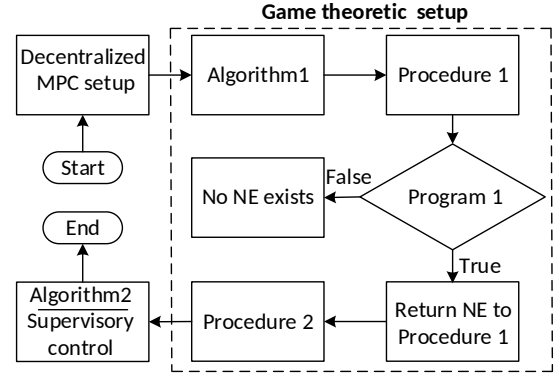 Game theoretic setup
Decentralized
MPC setup
Algorithm1
Procedure 1
Start
No NE exists
False
Program 1
End
True
Algorithm2
Supervisory
control
Procedure 2
Return NE to
Procedure 1